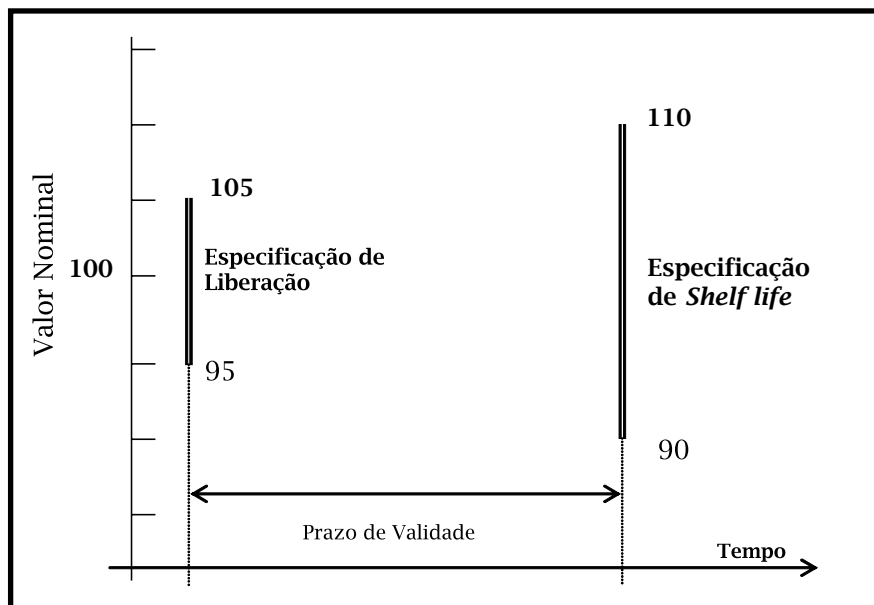 110
105
Especificação de
Liberação
Valor Nominal
100
Especificação
de Shelf life
95
90
Prazo de Validade
Tempo